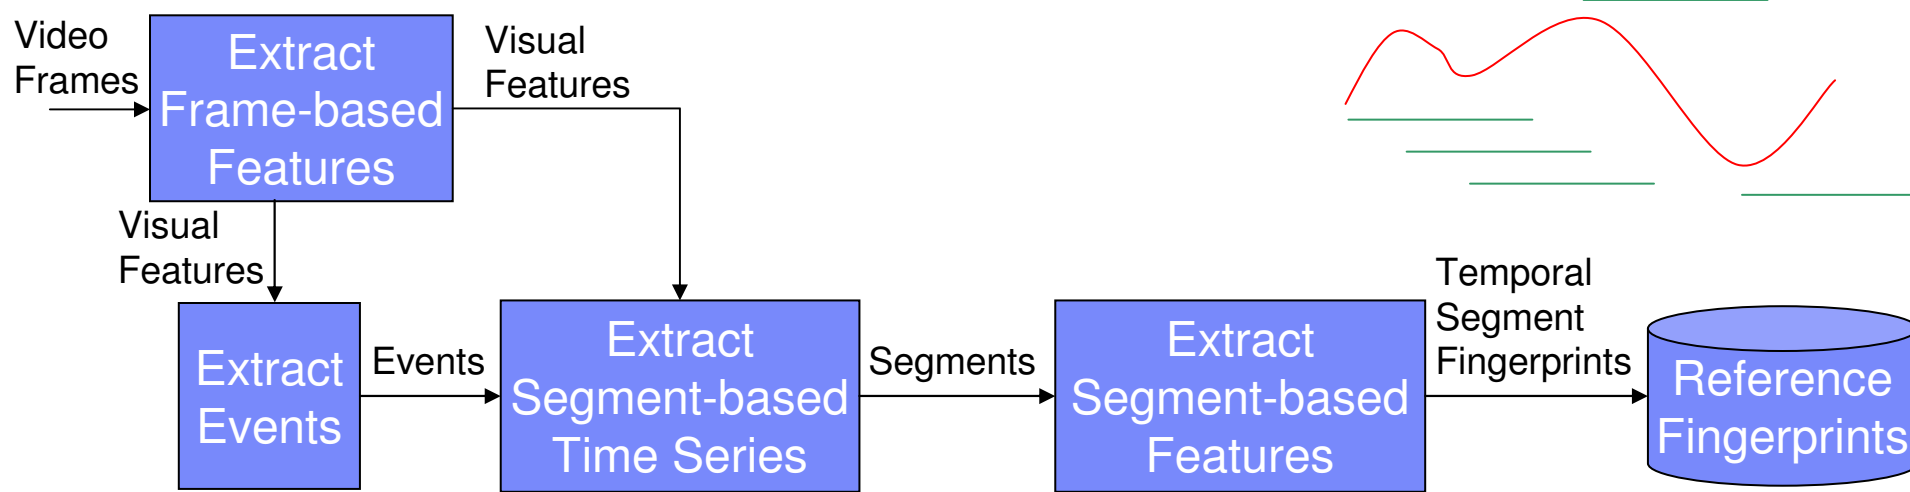 Video
Frames
Extract
Frame-based
Features
Visual
Features
Visual
Features
Extract
Events
Events
Extract
Segment-based
Time Series
Segments
Extract
Segment-based
Features
Temporal
Segment
Fingerprints
Reference
Fingerprints